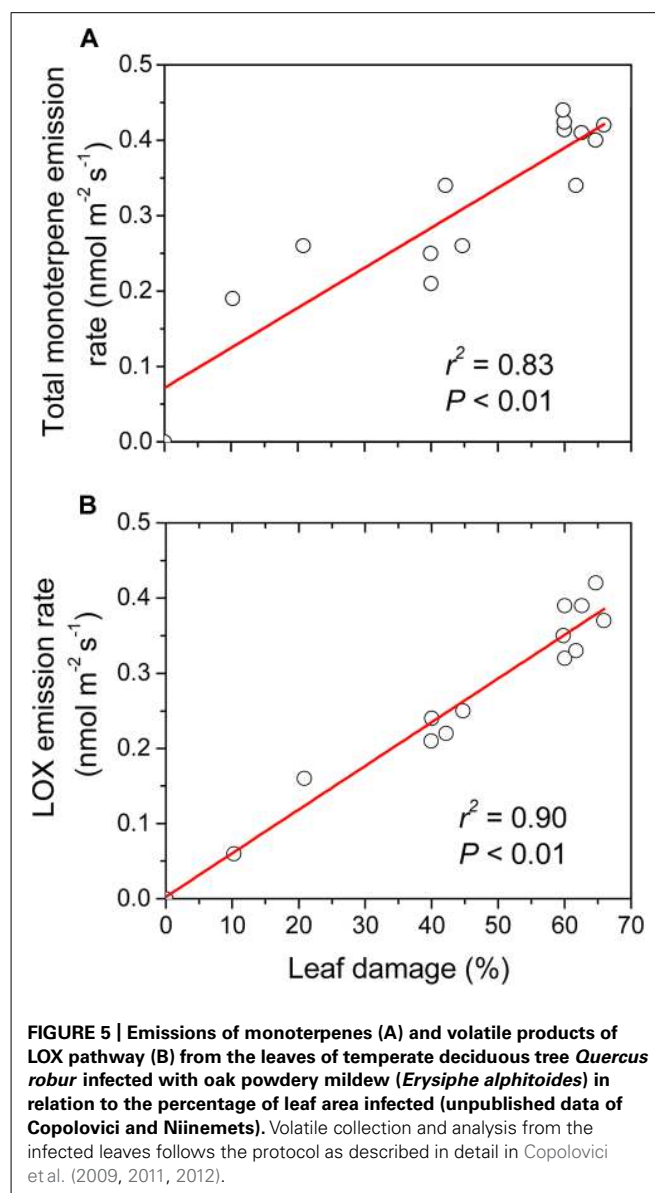 A
0.5
0.4
0.3
0.2
0.1
0.0
Total monoterpene emission
rate (nmol m⁻² s⁻¹)
r² = 0.83
P < 0.01
B
0.5
0.4
0.3
0.2
0.1
0.0
LOX emission rate
(nmol m⁻² s⁻¹)
r² = 0.90
P < 0.01
0 10 20 30 40 50 60 70
Leaf damage (%)
FIGURE 5 | Emissions of monoterpenes (A) and volatile products of
LOX pathway (B) from the leaves of temperate deciduous tree Quercus
robur infected with oak powdery mildew (Erysiphe alphitoides) in
relation to the percentage of leaf area infected (unpublished data of
Copolovici and Niinemets). Volatile collection and analysis from the
infected leaves follows the protocol as described in detail in Copolovici
et al. (2009, 2011, 2012).